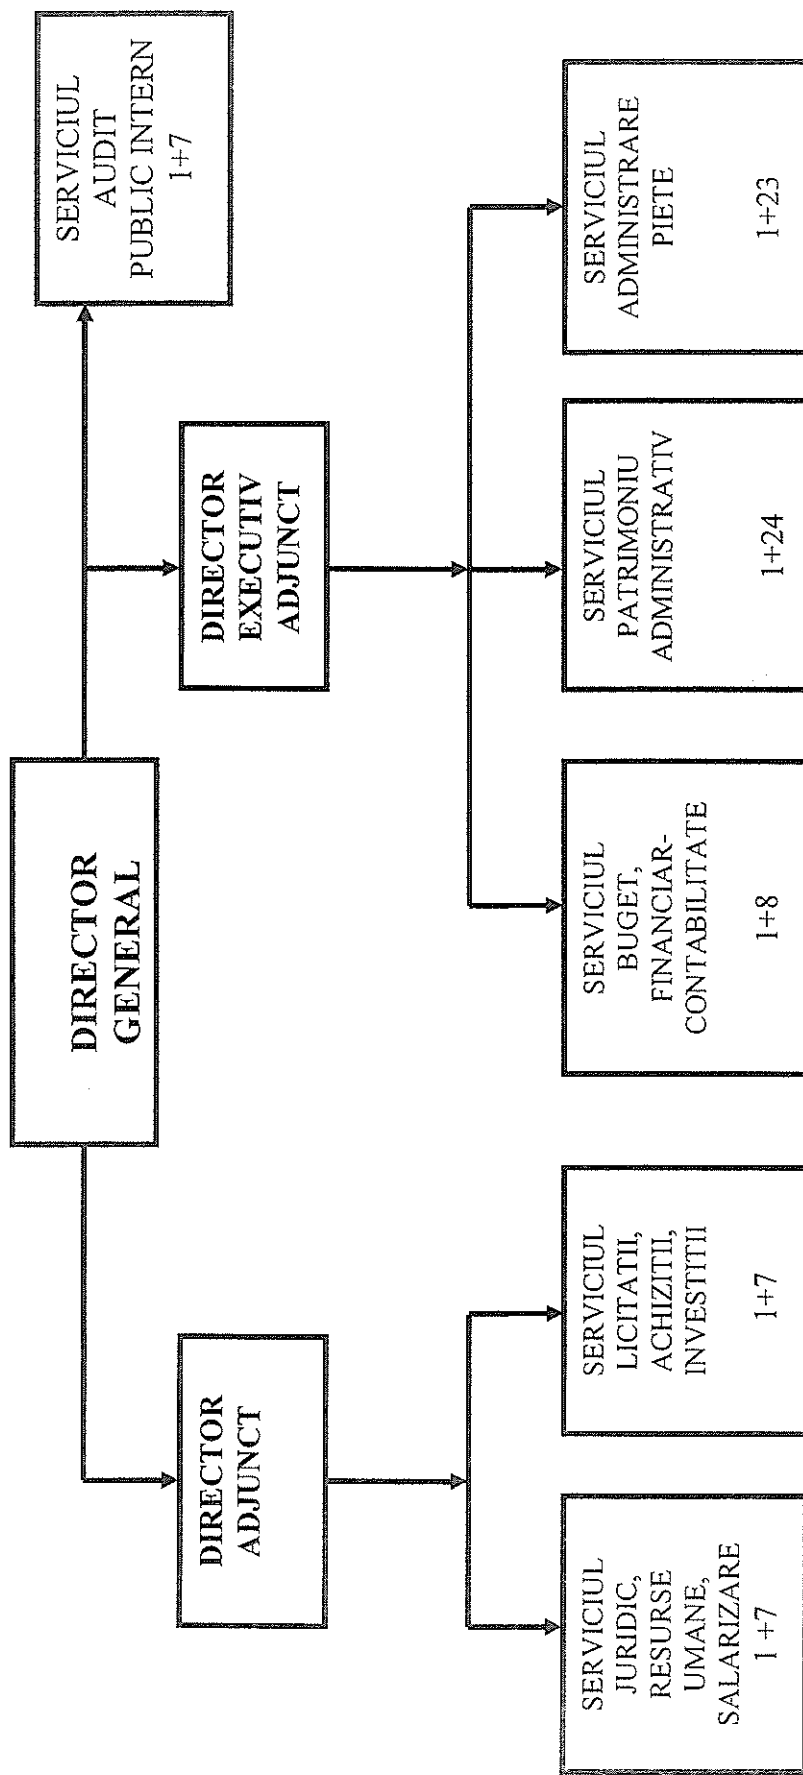 DIRECTOR
GENERAL
SERVICIUL
AUDIT
PUBLIC INTERN
1+7
DIRECTOR
ADJUNCT
DIRECTOR
EXECUTIV
ADJUNCT
SERVICIUL
JURIDIC,
RESURSE
UMANE,
SALARIZARE
1+7
SERVICIUL
LICITATII,
ACHIZITII,
INVESTITII
1+7
SERVICIUL
BUGET,
FINANCIAR-
CONTABILITATE
1+8
SERVICIUL
PATRIMONIU
ADMINISTRATIV
1+24
SERVICIUL
ADMINISTRARE
PIETE
1+23